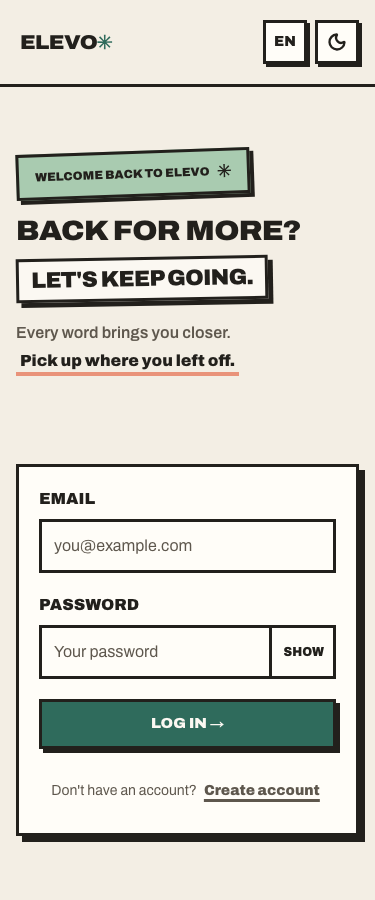 ELEVO✳
EN
WELCOME BACK TO ELEVO ✳
BACK FOR MORE?
LET'S KEEP GOING.
Every word brings you closer.
Pick up where you left off.
EMAIL
you@example.com
PASSWORD
Your password
SHOW
LOG IN →
Don't have an account? Create account